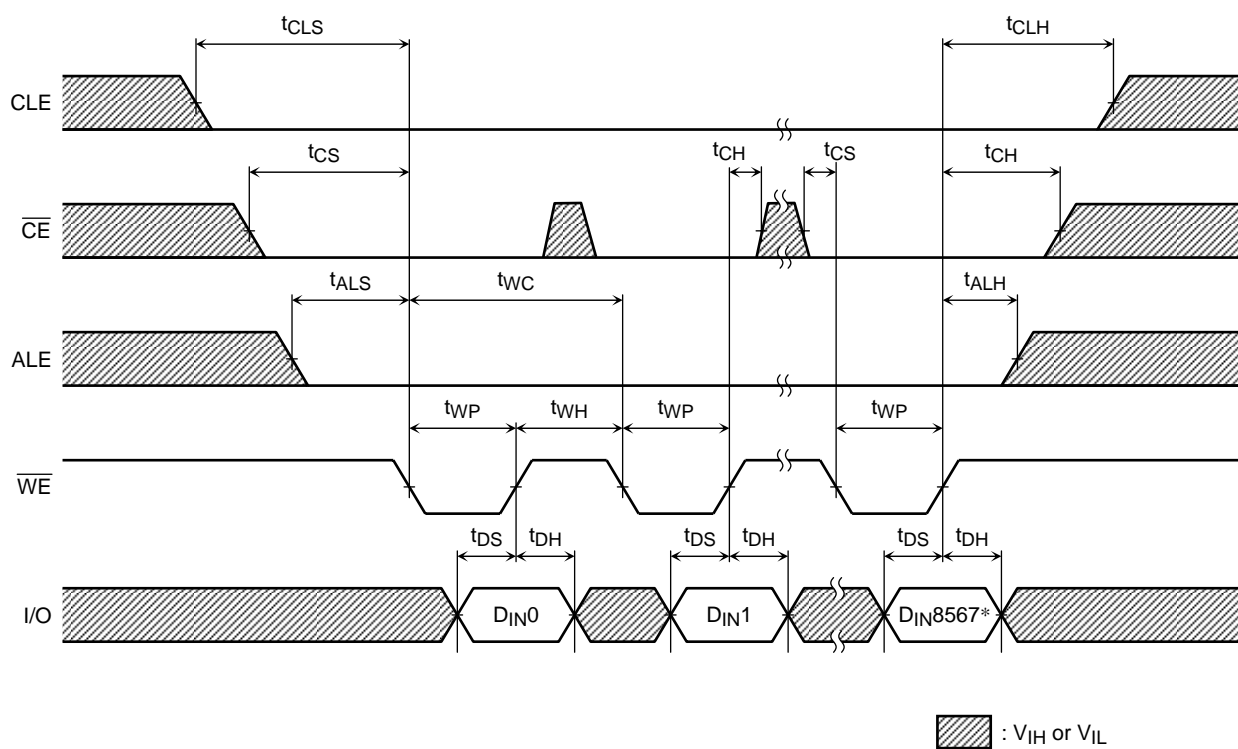 tCLS tCLH
CLE
tCS tCH tCS tCH
CE
tALS tWC tALH
ALE
tWP tWH tWP tWP
WE
tDS tDH tDS tDH tDS tDH
I/O DIN0 DIN1 DIN8567*
: VIH or VIL